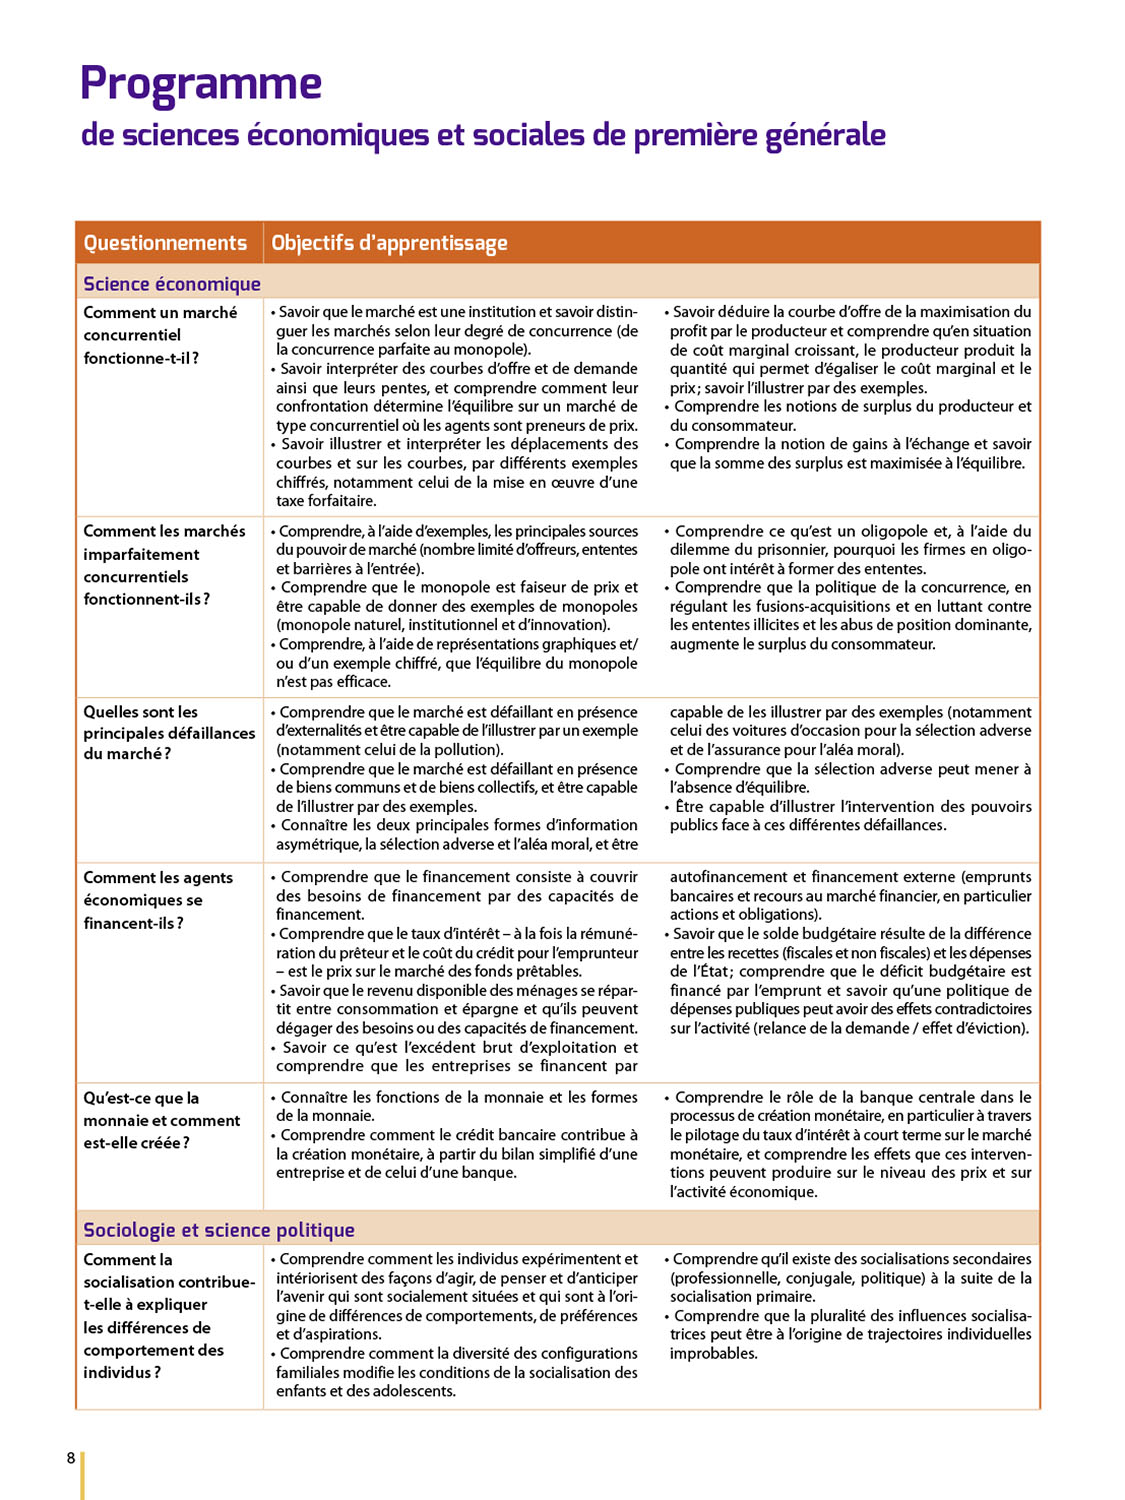 Programme
de sciences économiques et sociales de première générale
Questionnements
Objectifs d'apprentissage
Science économique
Comment un marché
concurrentiel
fonctionne-t-il ?
• Savoir que le marché est une institution et savoir distin-
guer les marchés selon leur degré de concurrence (de
la concurrence parfaite au monopole).
• Savoir interpréter des courbes d'offre et de demande
ainsi que leurs pentes, et comprendre comment leur
confrontation détermine l'équilibre sur un marché de
type concurrentiel où les agents sont preneurs de prix.
• Savoir illustrer et interpréter les déplacements des
courbes et sur les courbes, par différents exemples
chiffrés, notamment celui de la mise en œuvre d'une
taxe forfaitaire.
• Savoir déduire la courbe d'offre de la maximisation du
profit par le producteur et comprendre qu'en situation
de coût marginal croissant, le producteur produit la
quantité qui permet d'égaliser le coût marginal et le
prix ; savoir l'illustrer par des exemples.
• Comprendre les notions de surplus du producteur et
du consommateur.
• Comprendre la notion de gains à l'échange et savoir
que la somme des surplus est maximisée à l'équilibre.
Comment les marchés
imparfaitement
concurrentiels
fonctionnent-ils ?
• Comprendre, à l'aide d'exemples, les principales sources
du pouvoir de marché (nombre limité d'offreurs, ententes
et barrières à l'entrée).
• Comprendre que le monopole est faiseur de prix et
être capable de donner des exemples de monopoles
(monopole naturel, institutionnel et d'innovation).
• Comprendre, à l'aide de représentations graphiques et/
ou d'un exemple chiffré, que l'équilibre du monopole
n'est pas efficace.
• Comprendre ce qu'est un oligopole et, à l'aide du
dilemme du prisonnier, pourquoi les firmes en oligo-
pole ont intérêt à former des ententes.
• Comprendre que la politique de la concurrence, en
régulant les fusions-acquisitions et en luttant contre
les ententes illicites et les abus de position dominante,
augmente le surplus du consommateur.
Quelles sont les
principales défaillances
du marché ?
• Comprendre que le marché est défaillant en présence
d'externalités et être capable de l'illustrer par un exemple
(notamment celui de la pollution).
• Comprendre que le marché est défaillant en présence
de biens communs et de biens collectifs, et être capable
de l'illustrer par des exemples.
• Connaître les deux principales formes d'information
asymétrique, la sélection adverse et l'aléa moral, et être
capable de les illustrer par des exemples (notamment
celui des voitures d'occasion pour la sélection adverse
et de l'assurance pour l'aléa moral).
• Comprendre que la sélection adverse peut mener à
l'absence d'équilibre.
• Être capable d'illustrer l'intervention des pouvoirs
publics face à ces différentes défaillances.
Comment les agents
économiques se
financent-ils ?
• Comprendre que le financement consiste à couvrir
des besoins de financement par des capacités de
financement.
• Comprendre que le taux d'intérêt – à la fois la rémuné-
ration du prêteur et le coût du crédit pour l'emprunteur
– est le prix sur le marché des fonds prêtables.
• Savoir que le revenu disponible des ménages se répar-
tit entre consommation et épargne et qu'ils peuvent
dégager des besoins ou des capacités de financement.
• Savoir ce qu'est l'excédent brut d'exploitation et
comprendre que les entreprises se financent par
autofinancement et financement externe (emprunts
bancaires et recours au marché financier, en particulier
actions et obligations).
• Savoir que le solde budgétaire résulte de la différence
entre les recettes (fiscales et non fiscales) et les dépenses
de l'État ; comprendre que le déficit budgétaire est
financé par l'emprunt et savoir qu'une politique de
dépenses publiques peut avoir des effets contradictoires
sur l'activité (relance de la demande / effet d'éviction).
Qu'est-ce que la
monnaie et comment
est-elle créée ?
• Connaître les fonctions de la monnaie et les formes
de la monnaie.
• Comprendre comment le crédit bancaire contribue à
la création monétaire, à partir du bilan simplifié d'une
entreprise et de celui d'une banque.
• Comprendre le rôle de la banque centrale dans le
processus de création monétaire, en particulier à travers
le pilotage du taux d'intérêt à court terme sur le marché
monétaire, et comprendre les effets que ces interven-
tions peuvent produire sur le niveau des prix et sur
l'activité économique.
Sociologie et science politique
Comment la
socialisation contribue-
t-elle à expliquer
les différences de
comportement des
individus ?
• Comprendre comment les individus expérimentent et
intériorisent des façons d'agir, de penser et d'anticiper
l'avenir qui sont socialement situées et qui sont à l'ori-
gine de différences de comportements, de préférences
et d'aspirations.
• Comprendre comment la diversité des configurations
familiales modifie les conditions de la socialisation des
enfants et des adolescents.
• Comprendre qu'il existe des socialisations secondaires
(professionnelle, conjugale, politique) à la suite de la
socialisation primaire.
• Comprendre que la pluralité des influences socialisa-
trices peut être à l'origine de trajectoires individuelles
improbables.
8